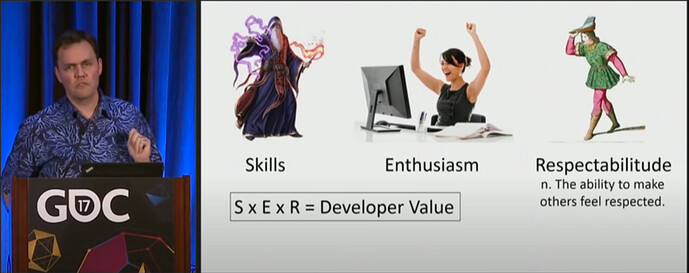 GDC
17
Skills
Enthusiasm
Respectabilitude
n. The ability to make
others feel respected.
S x E x R = Developer Value